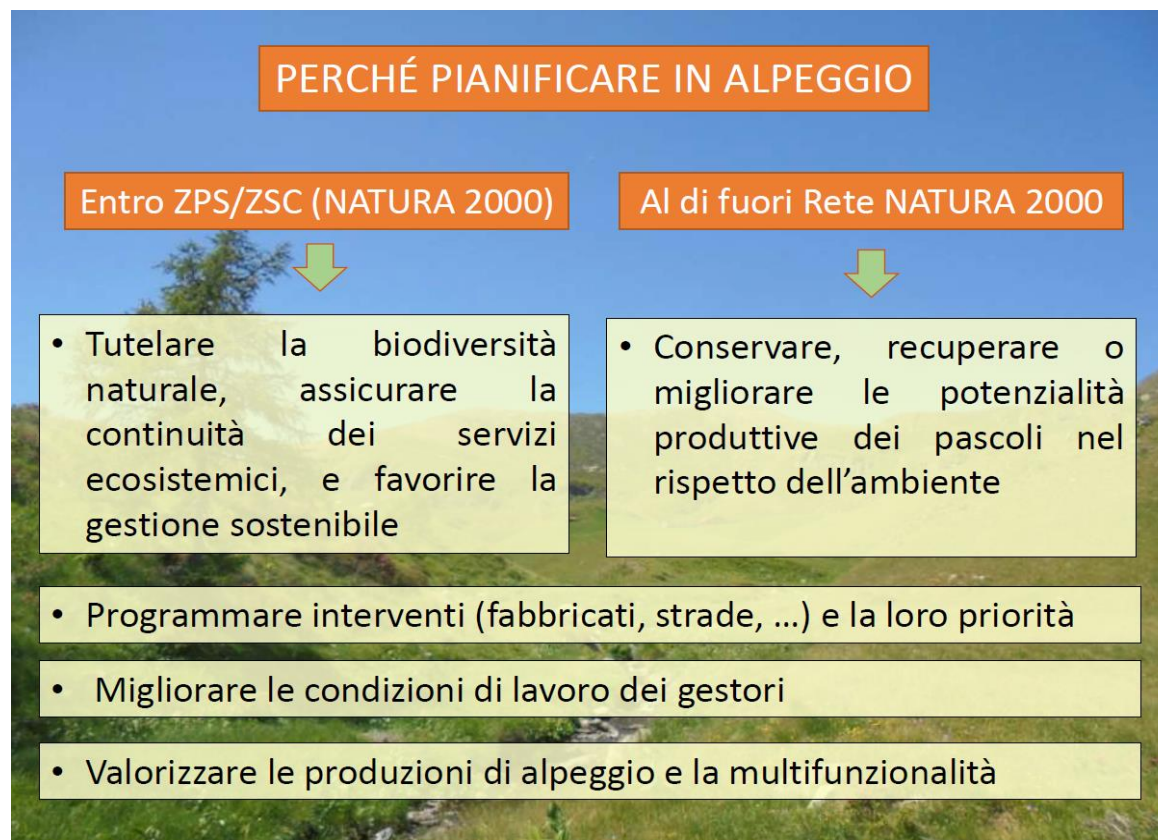 PERCHÉ PIANIFICARE IN ALPEGGIO
Entro ZPS/ZSC (NATURA 2000)
• Tutelare la biodiversità
naturale, assicurare la
continuità dei servizi
ecosistemici, e favorire la
gestione sostenibile
Al di fuori Rete NATURA 2000
• Conservare, recuperare o
migliorare le potenzialità
produttive dei pascoli nel
rispetto dell'ambiente
• Programmare interventi (fabbricati, strade, …) e la loro priorità
• Migliorare le condizioni di lavoro dei gestori
• Valorizzare le produzioni di alpeggio e la multifunzionalità